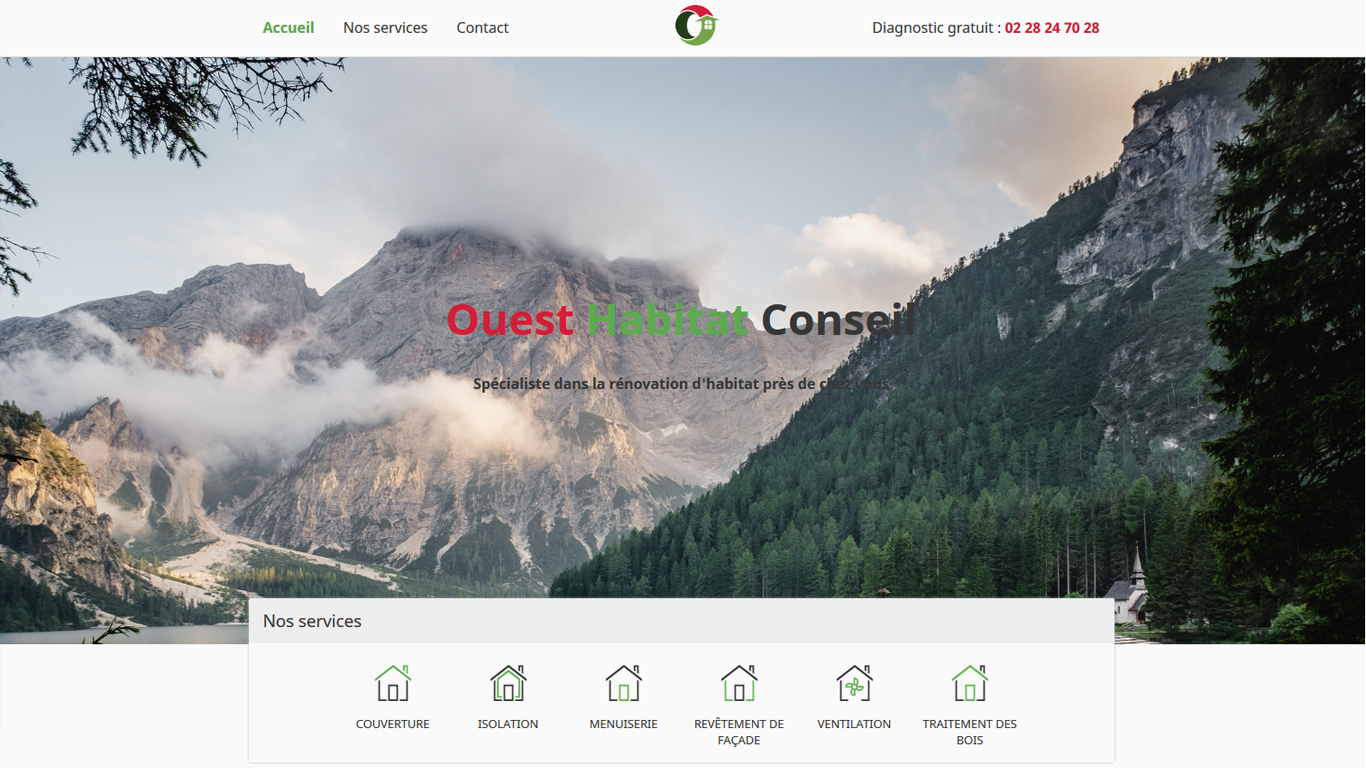 Accueil Nos services Contact Diagnostic gratuit : 02 28 24 70 28
Ouest Habitat Conseil
Spécialiste dans la rénovation d'habitat près de chez vous.
Nos services
COUVERTURE ISOLATION MENUISERIE REVÊTEMENT DE FAÇADE VENTILATION TRAITEMENT DES BOIS